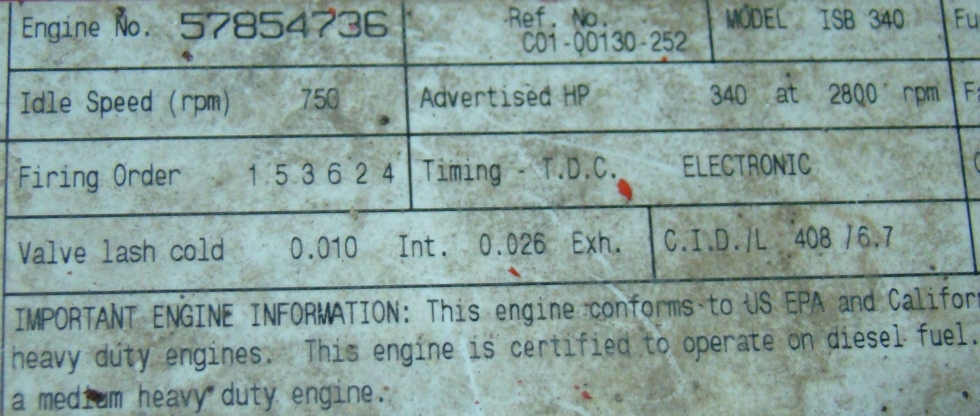 Engine No. 57854736 Ref. No. MODEL ISB 340 Fu
C01-00130-252
Idle Speed (rpm) 750 Advertised HP 340 at 2800 rpm Fa
Firing Order 1 5 3 6 2 4 Timing - T.D.C. ELECTRONIC
Valve lash cold 0.010 Int. 0.026 Exh. C.I.D./L 408 /6.7
IMPORTANT ENGINE INFORMATION: This engine conforms to US EPA and Califor
heavy duty engines. This engine is certified to operate on diesel fuel.
a medium heavy duty engine.